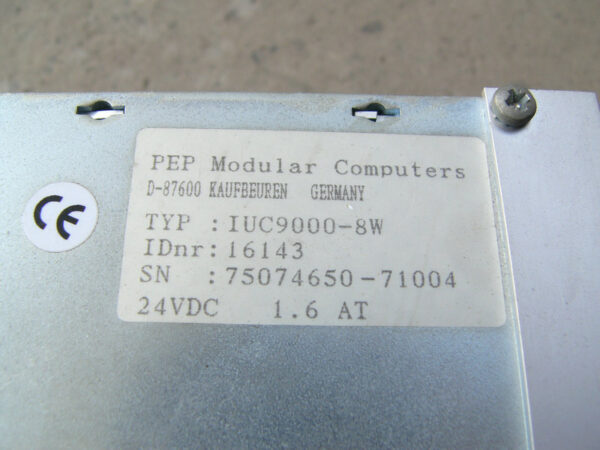 PEP Modular Computers
D-87600 KAUFBEUREN GERMANY
TYP : IUC9000-8W
IDnr: 16143
SN : 75074650-71004
24VDC 1.6 AT
CE